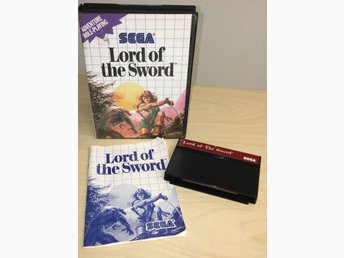 ADVENTURE
ROLE-PLAYING
SEGA
Lord of
the Sword
Lord of The Sword
SEGA
Lord of
the Sword
SEGA